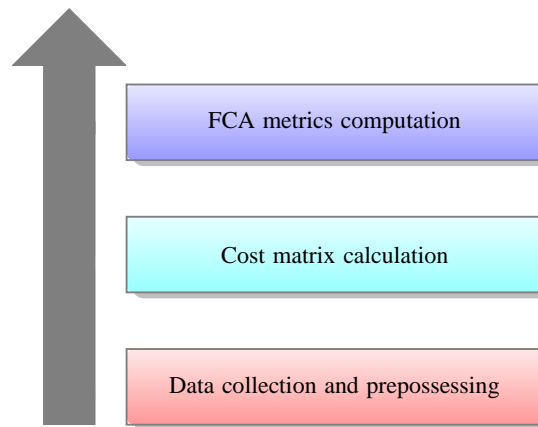 FCA metrics computation
Cost matrix calculation
Data collection and prepossessing